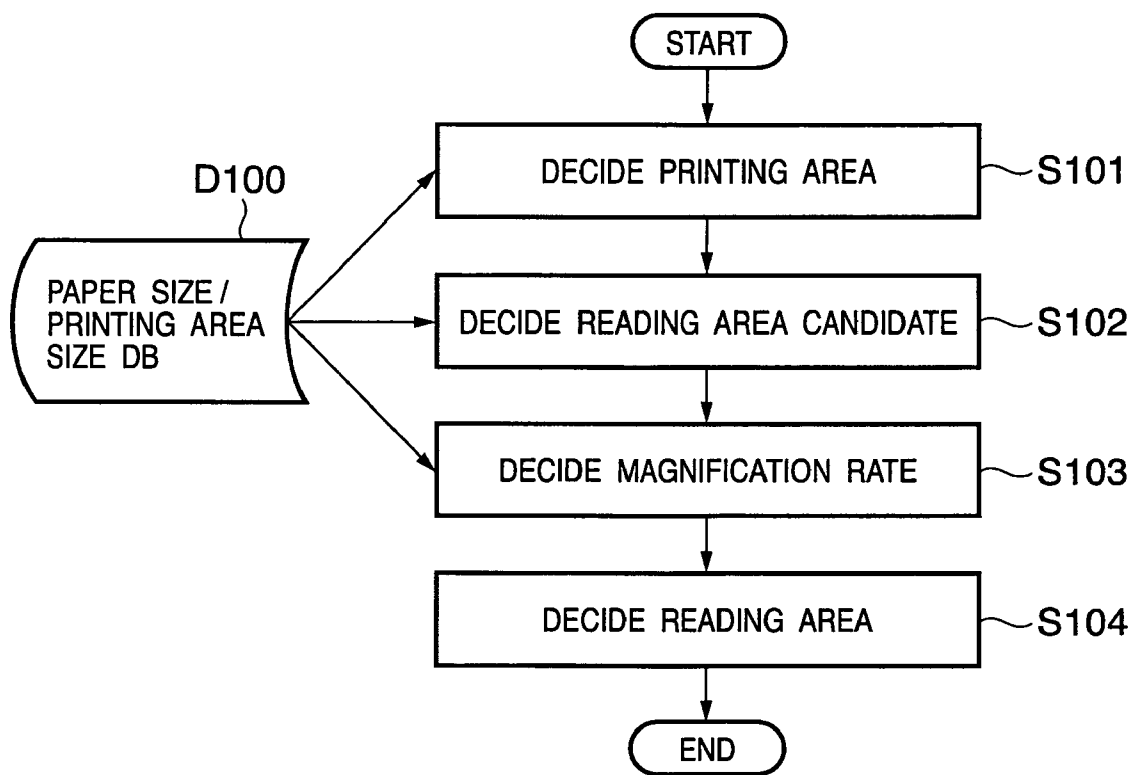 START
DECIDE PRINTING AREA
S101
D100
PAPER SIZE /
PRINTING AREA
SIZE DB
DECIDE READING AREA CANDIDATE
S102
DECIDE MAGNIFICATION RATE
S103
DECIDE READING AREA
S104
END